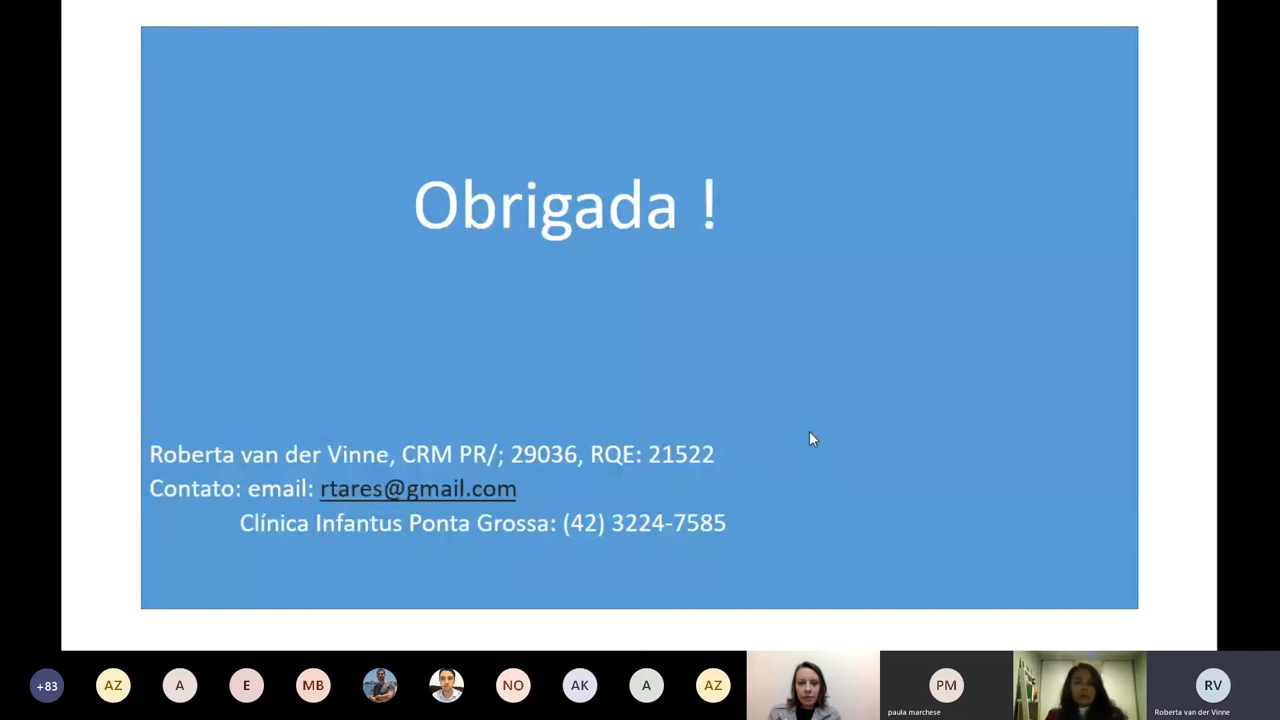 Obrigada !
Roberta van der Vinne, CRM PR/; 29036, RQE: 21522
Contato: email: rtares@gmail.com
Clínica Infantus Ponta Grossa: (42) 3224-7585
+83
AZ
A
E
MB
NO
AK
A
AZ
PM
paula marchese
RV
Roberta van der Vinne